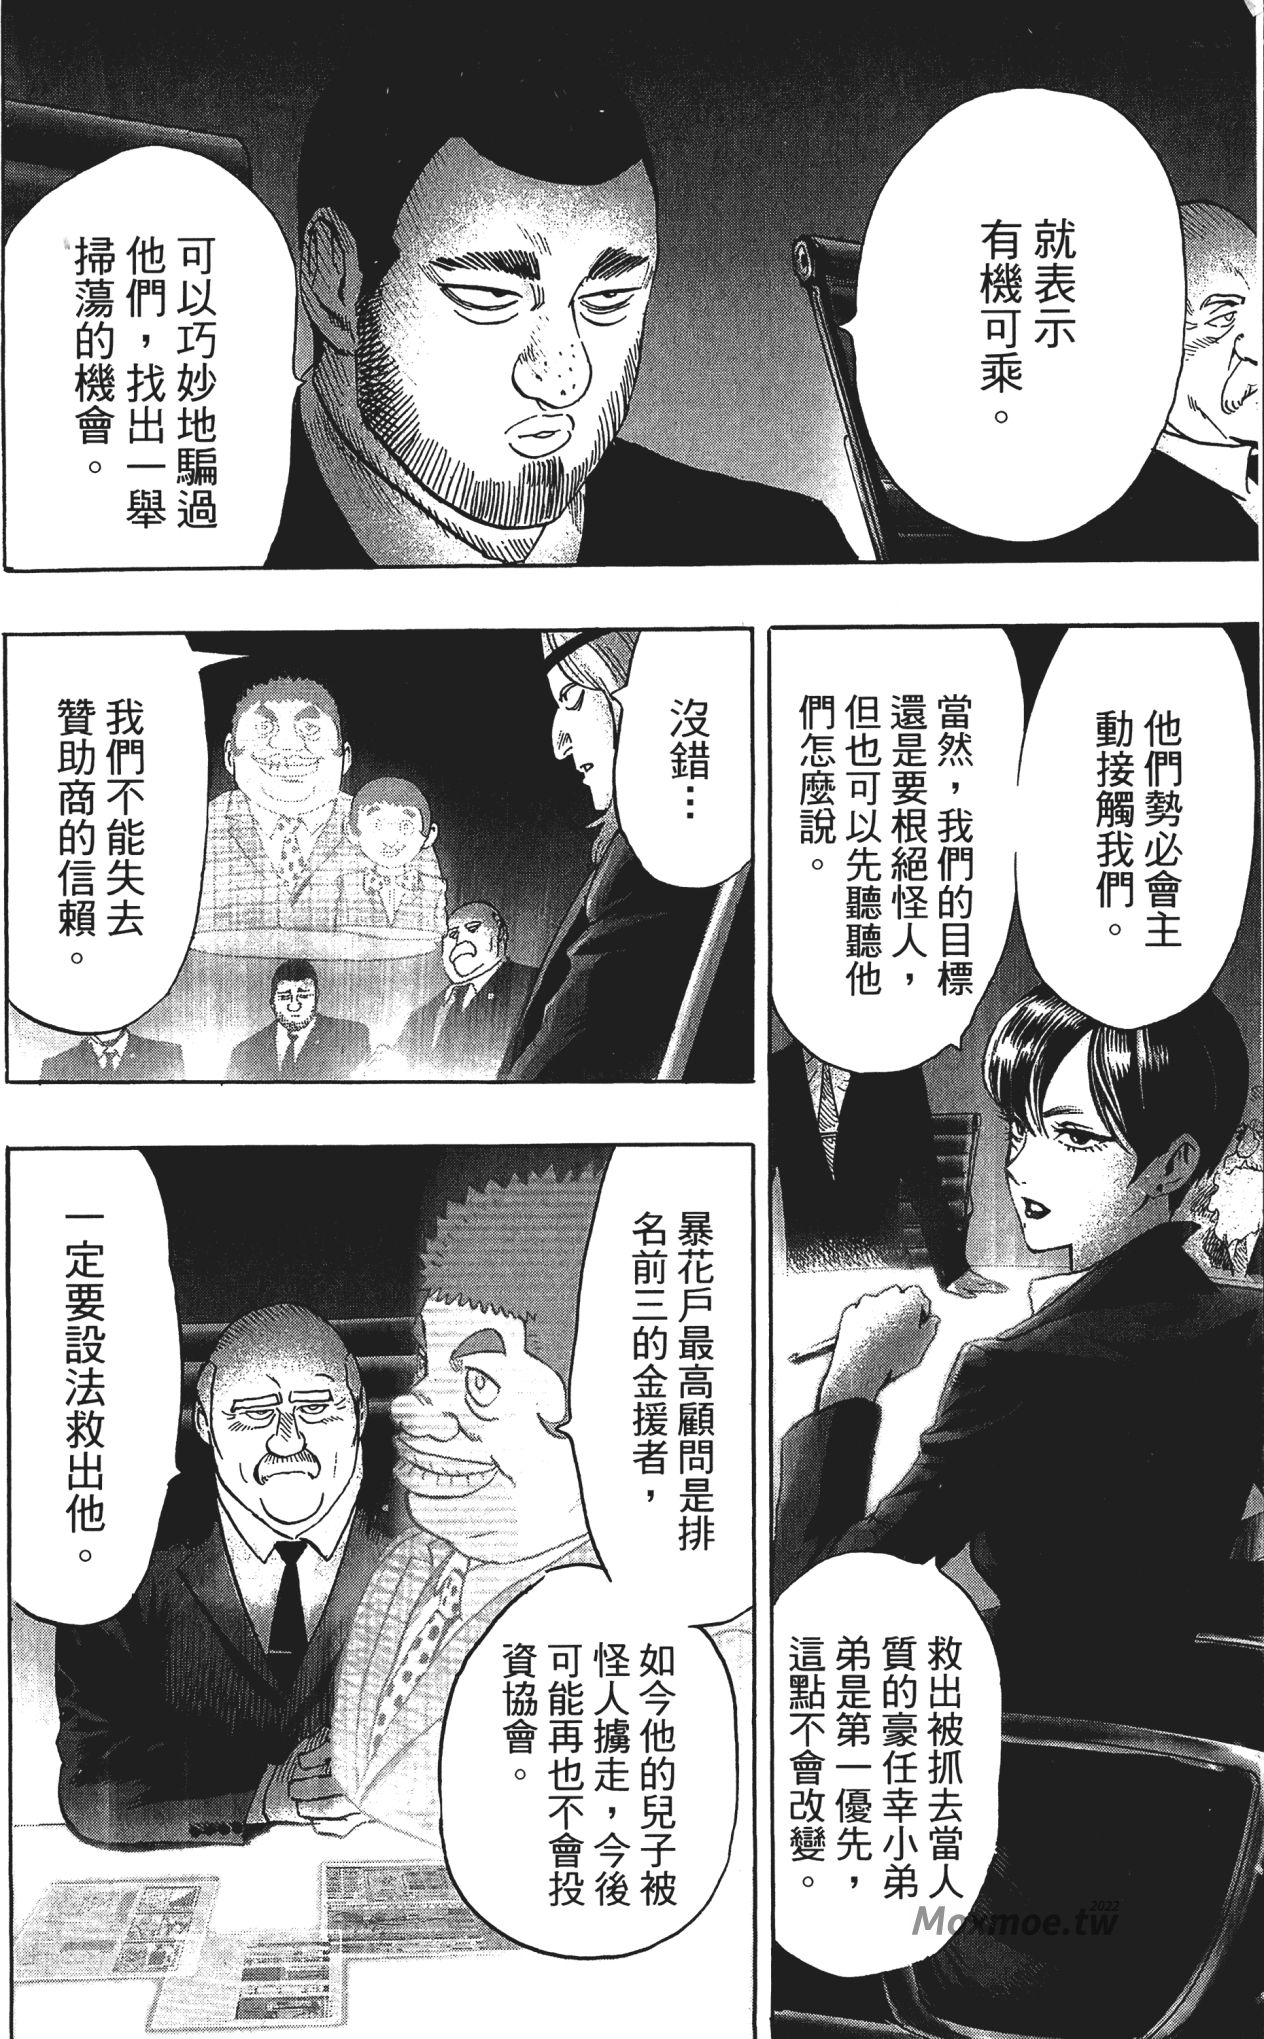 就表示
有機可乘。
可以巧妙地騙過
他們，找出一舉
掃蕩的機會。
他們勢必會主
動接觸我們。
當然，我們的目標
還是要根絕怪人，
但也可以先聽聽他
們怎麼說。
救出被抓去當人
質的豪任幸小弟
弟是第一優先，
這點不會改變。
沒錯…
我們不能失去
贊助商的信賴。
暴花戶最高顧問是排
名前三的金援者，
如今他的兒子被
怪人擄走，今後
可能再也不會投
資協會。
一定要設法救出他。
2022
Moxmoe.tw